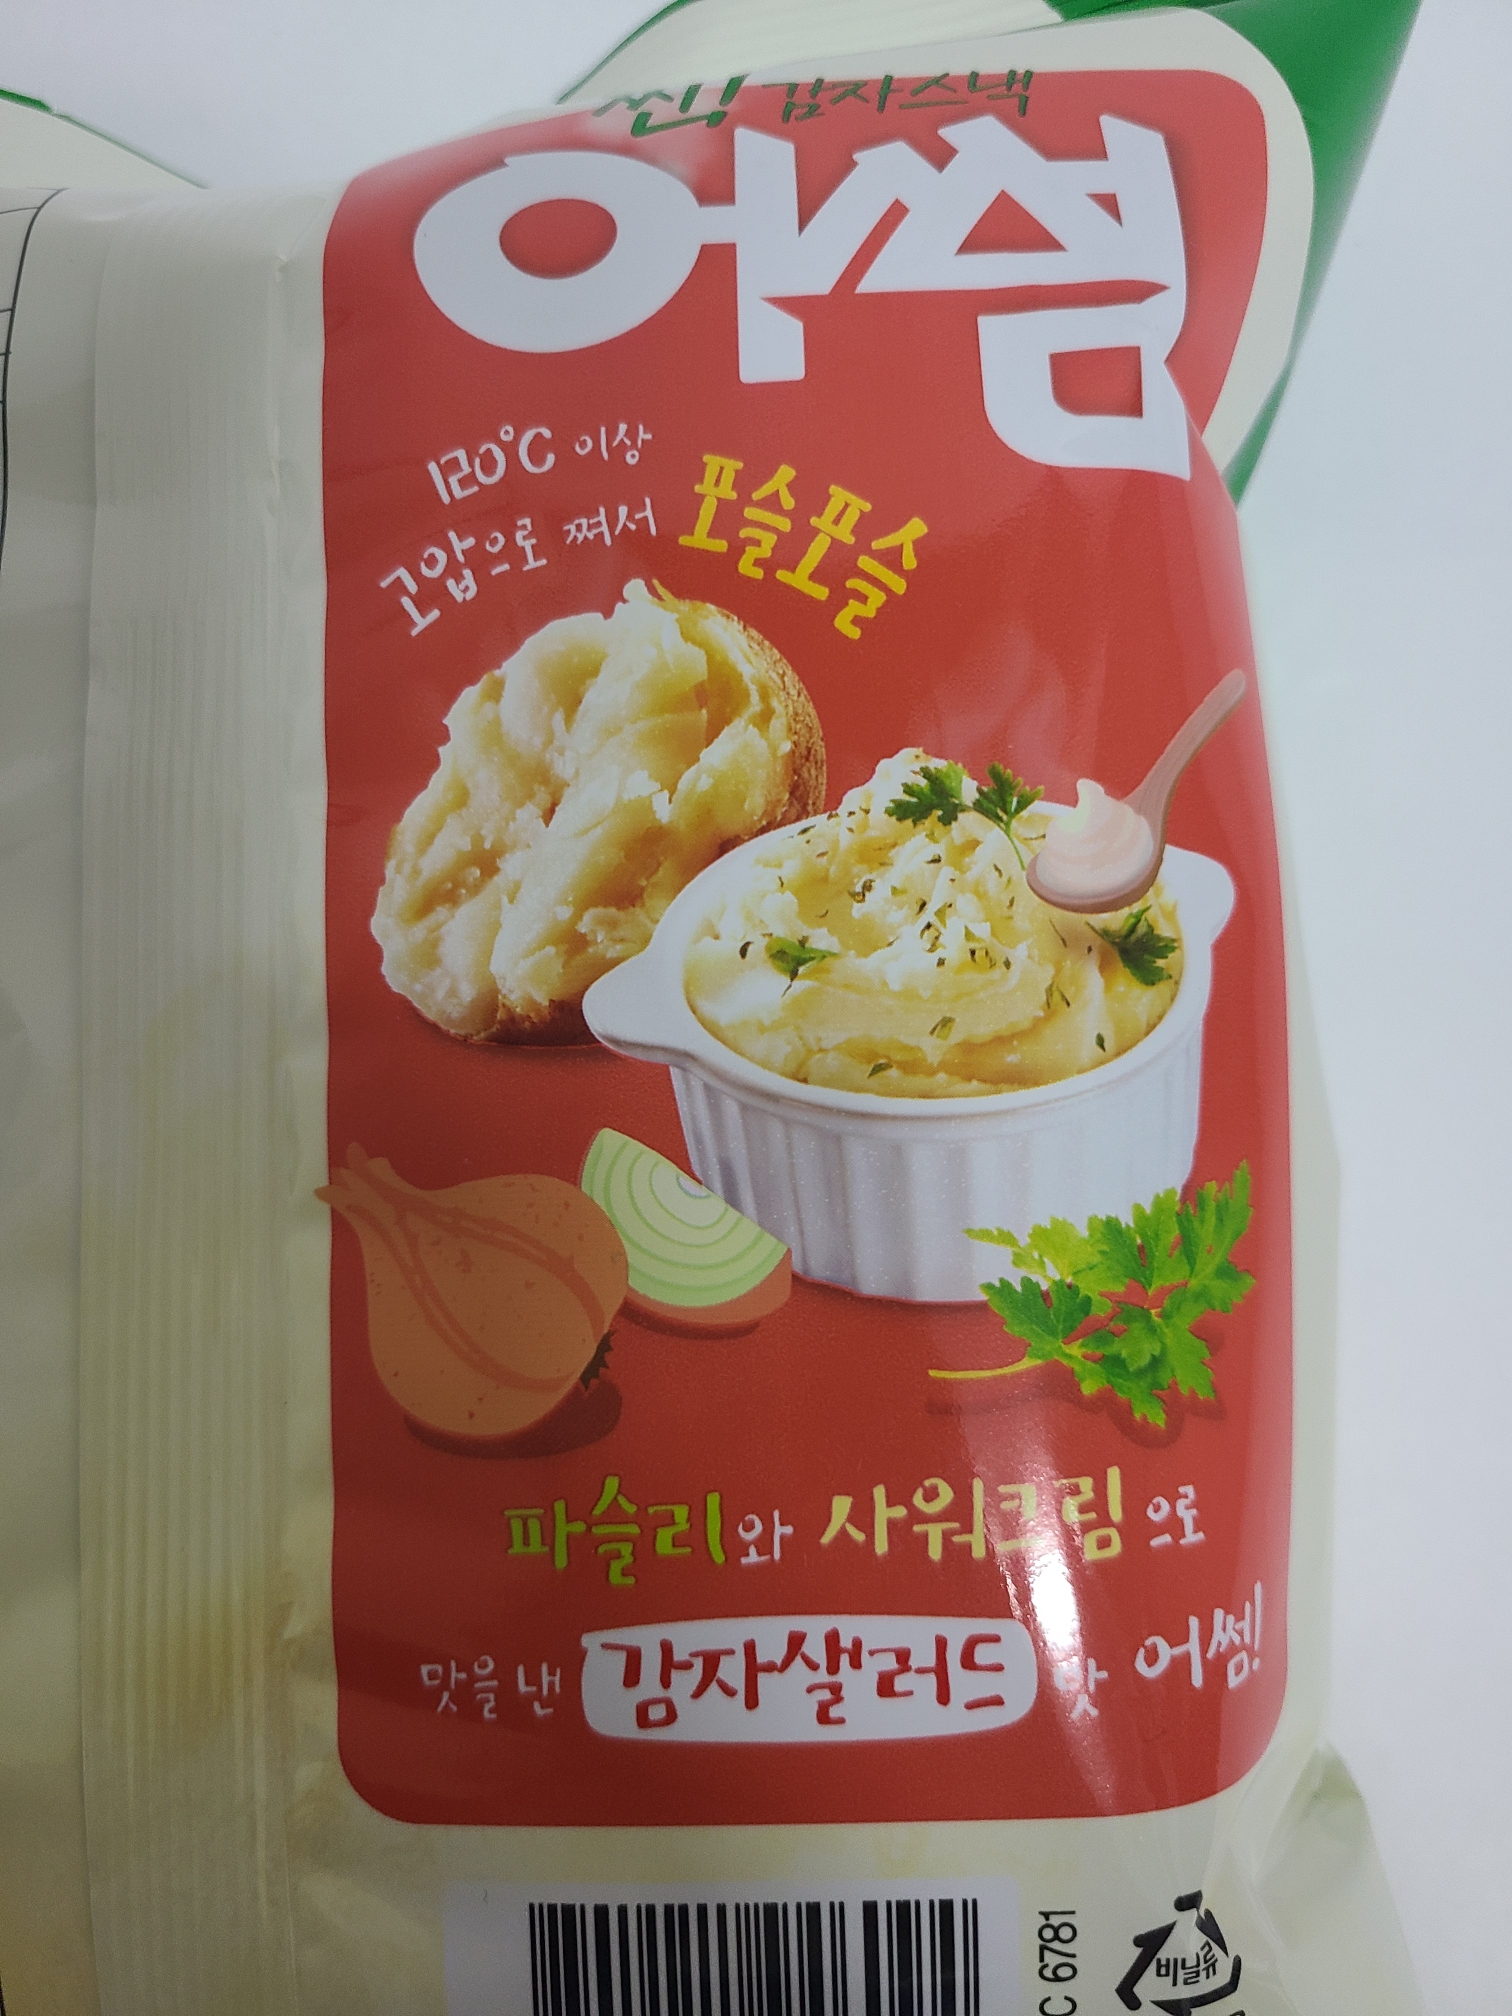 찐! 감자스낵
어썸
120℃ 이상
고압으로 쪄서 포슬포슬
파슬리와 사워크림으로
맛을 낸 감자샐러드 맛 어썸!
C 6781
비닐류